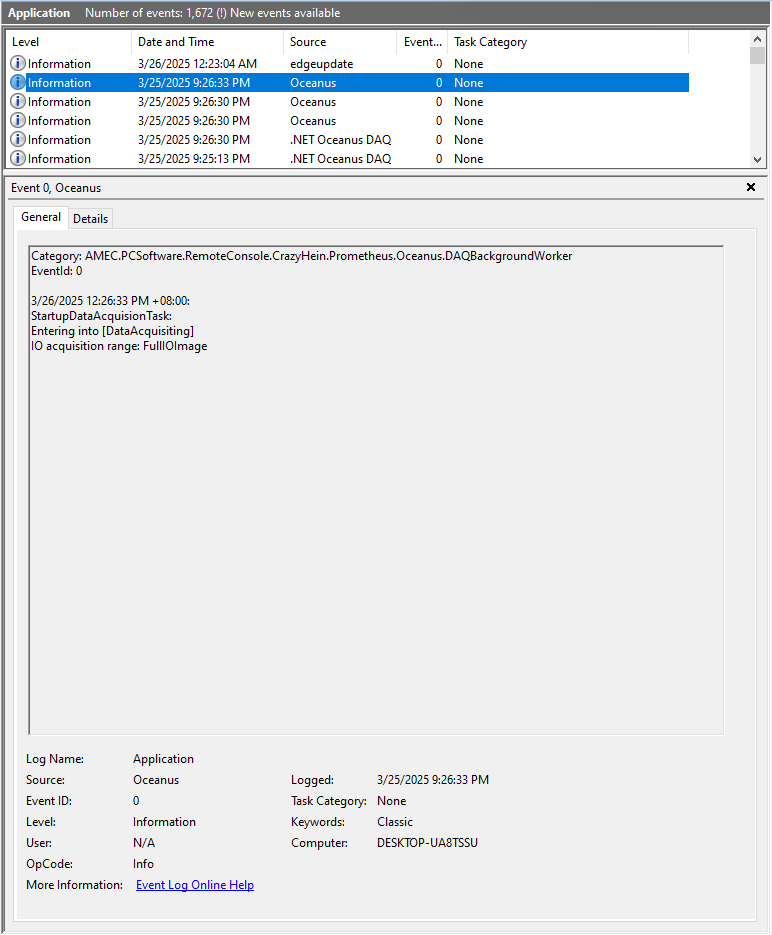 Application Number of events: 1,672 (!) New events available
Level Date and Time Source Event... Task Category
Information 3/26/2025 12:23:04 AM edgeupdate 0 None
Information 3/25/2025 9:26:33 PM Oceanus 0 None
Information 3/25/2025 9:26:30 PM Oceanus 0 None
Information 3/25/2025 9:26:30 PM Oceanus 0 None
Information 3/25/2025 9:26:30 PM .NET Oceanus DAQ 0 None
Information 3/25/2025 9:25:13 PM .NET Oceanus DAQ 0 None
Event 0, Oceanus
General Details
Category: AMEC.PCSoftware.RemoteConsole.CrazyHein.Prometheus.Oceanus.DAQBackgroundWorker
EventId: 0
3/26/2025 12:26:33 PM +08:00:
StartupDataAcquisionTask:
Entering into [DataAcquisiting]
IO acquisition range: FullIOImage
Log Name: Application
Source: Oceanus Logged: 3/25/2025 9:26:33 PM
Event ID: 0 Task Category: None
Level: Information Keywords: Classic
User: N/A Computer: DESKTOP-UA8TSSU
OpCode: Info
More Information: Event Log Online Help